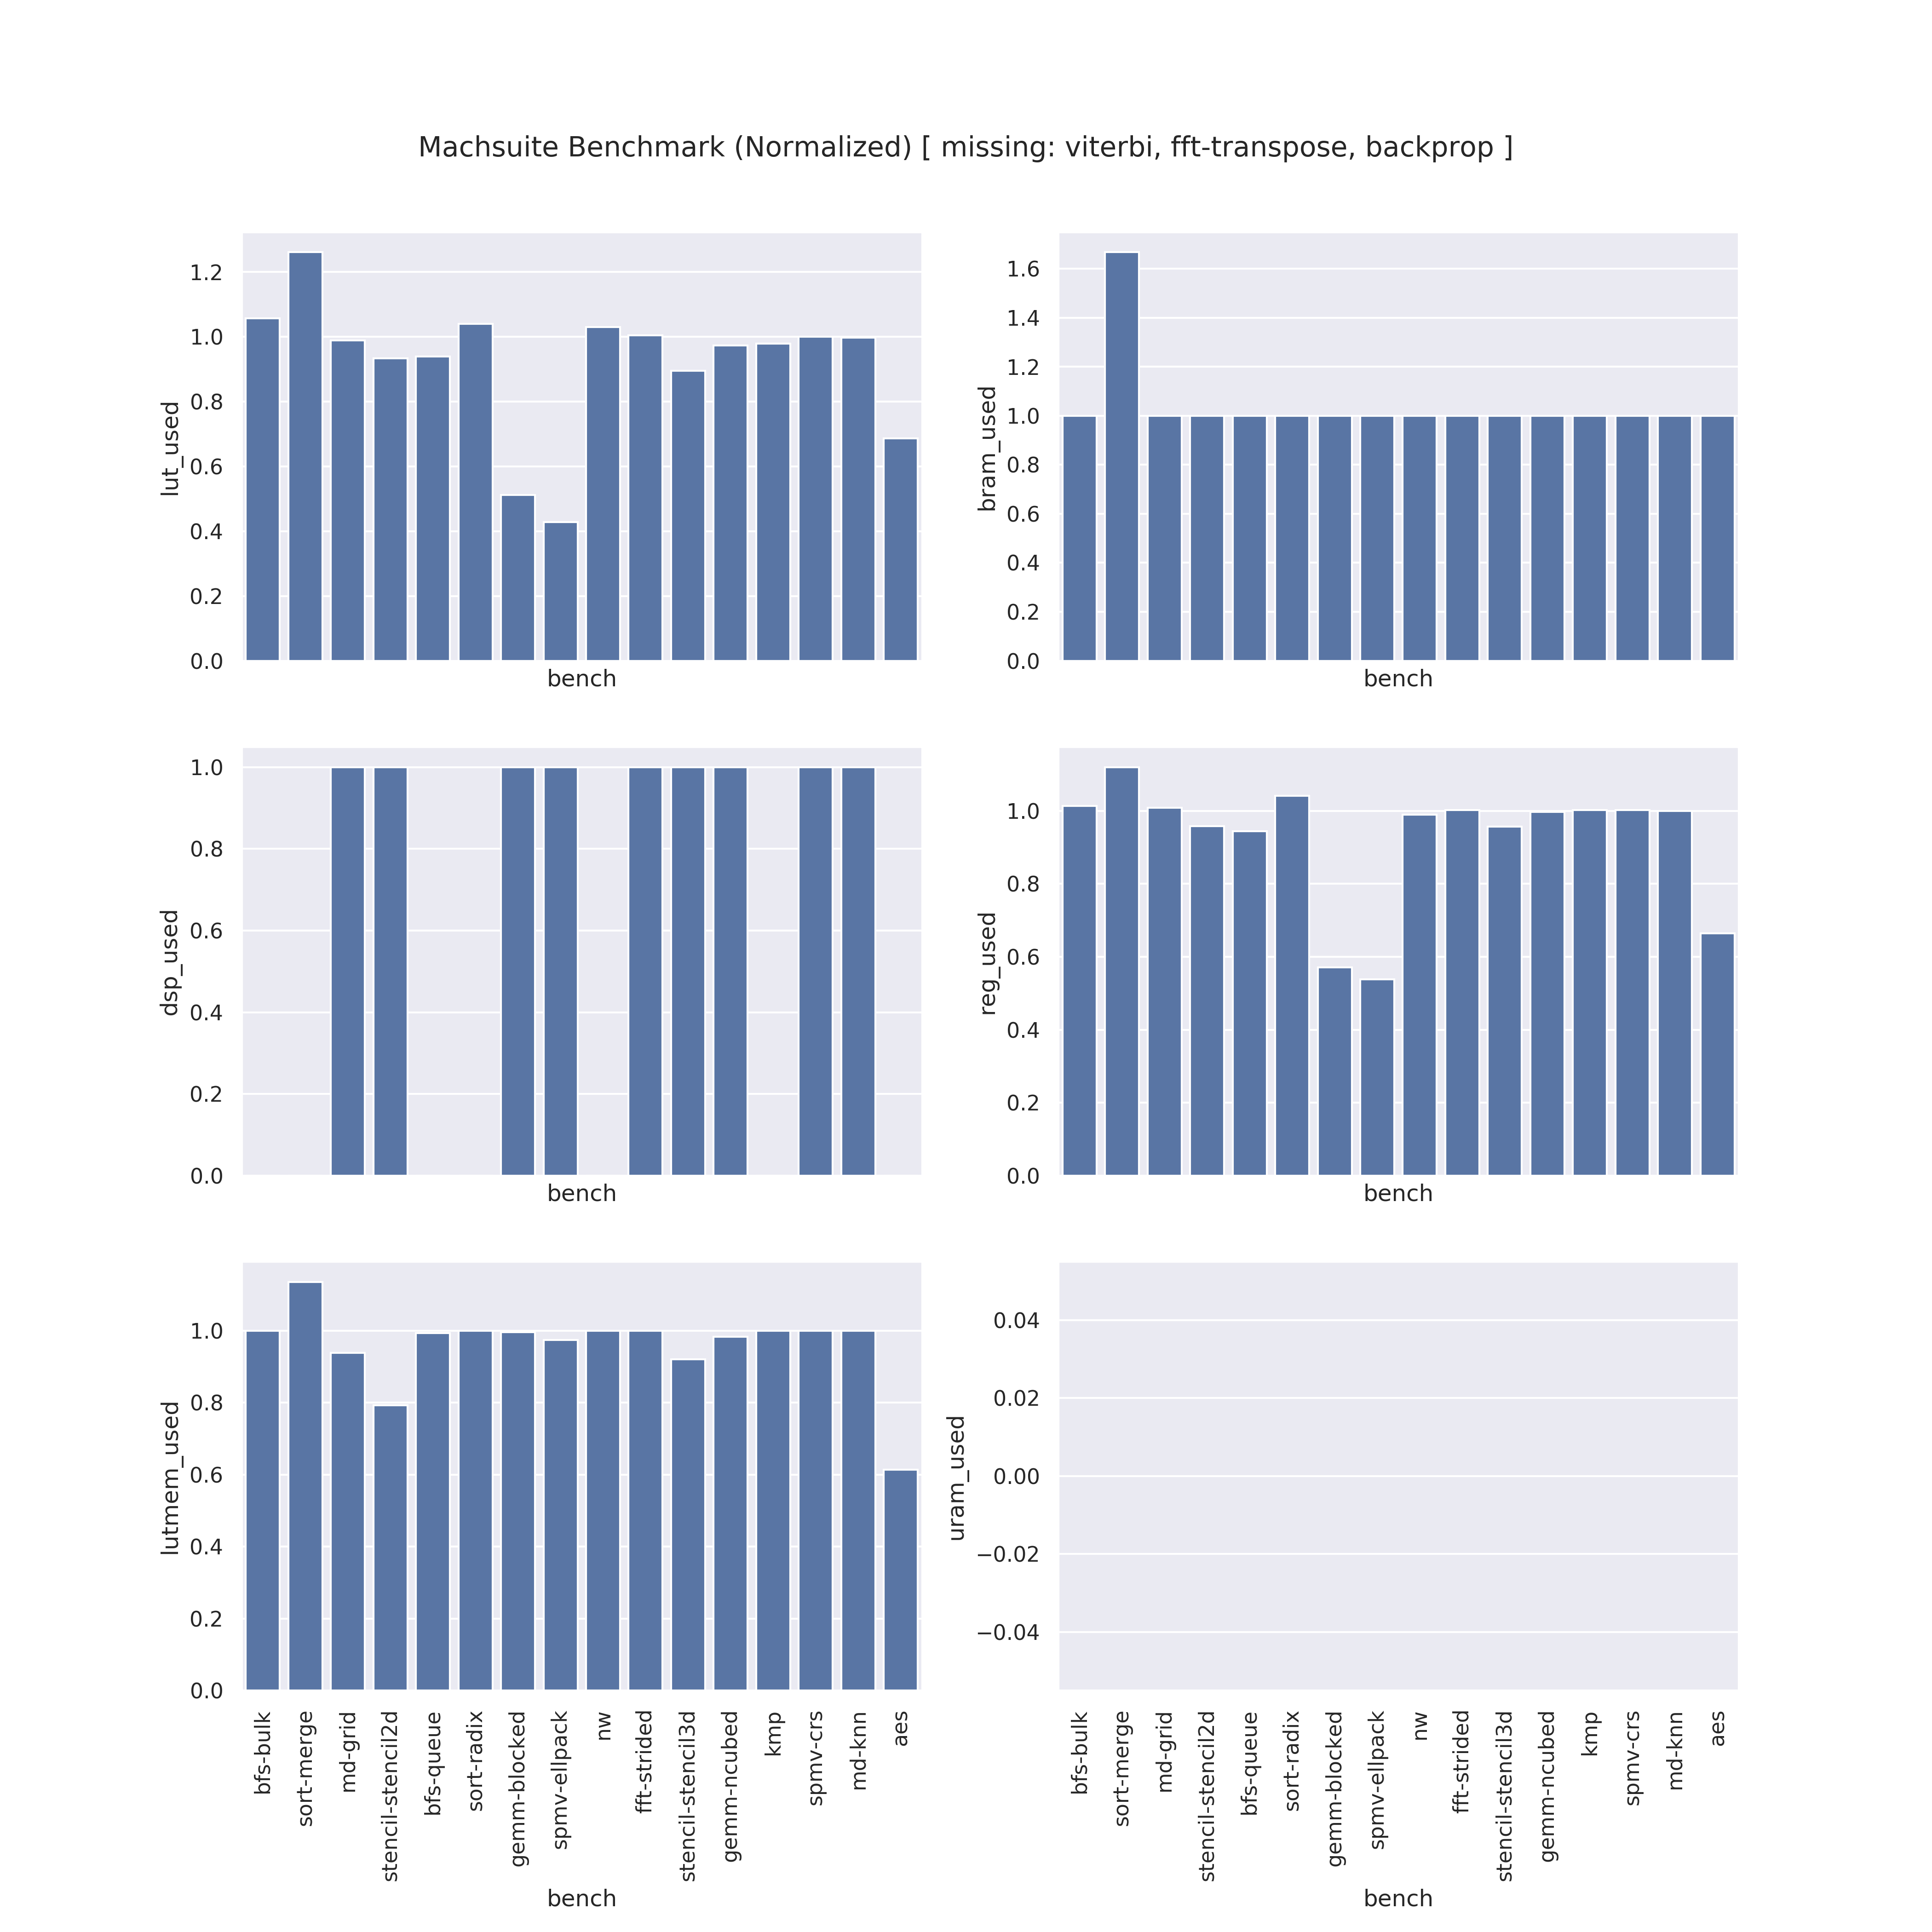 Machsuite Benchmark (Normalized) [ missing: viterbi, fft-transpose, backprop ]
lut_used
1.2
1.0
0.8
0.6
0.4
0.2
0.0
bench
bram_used
1.6
1.4
1.2
1.0
0.8
0.6
0.4
0.2
0.0
bench
dsp_used
1.0
0.8
0.6
0.4
0.2
0.0
bench
reg_used
1.0
0.8
0.6
0.4
0.2
0.0
bench
lutmem_used
1.0
0.8
0.6
0.4
0.2
0.0
bfs-bulk
sort-merge
md-grid
stencil-stencil2d
bfs-queue
sort-radix
gemm-blocked
spmv-ellpack
nw
fft-strided
stencil-stencil3d
gemm-ncubed
kmp
spmv-crs
md-knn
aes
bench
uram_used
0.04
0.02
0.00
−0.02
−0.04
bfs-bulk
sort-merge
md-grid
stencil-stencil2d
bfs-queue
sort-radix
gemm-blocked
spmv-ellpack
nw
fft-strided
stencil-stencil3d
gemm-ncubed
kmp
spmv-crs
md-knn
aes
bench